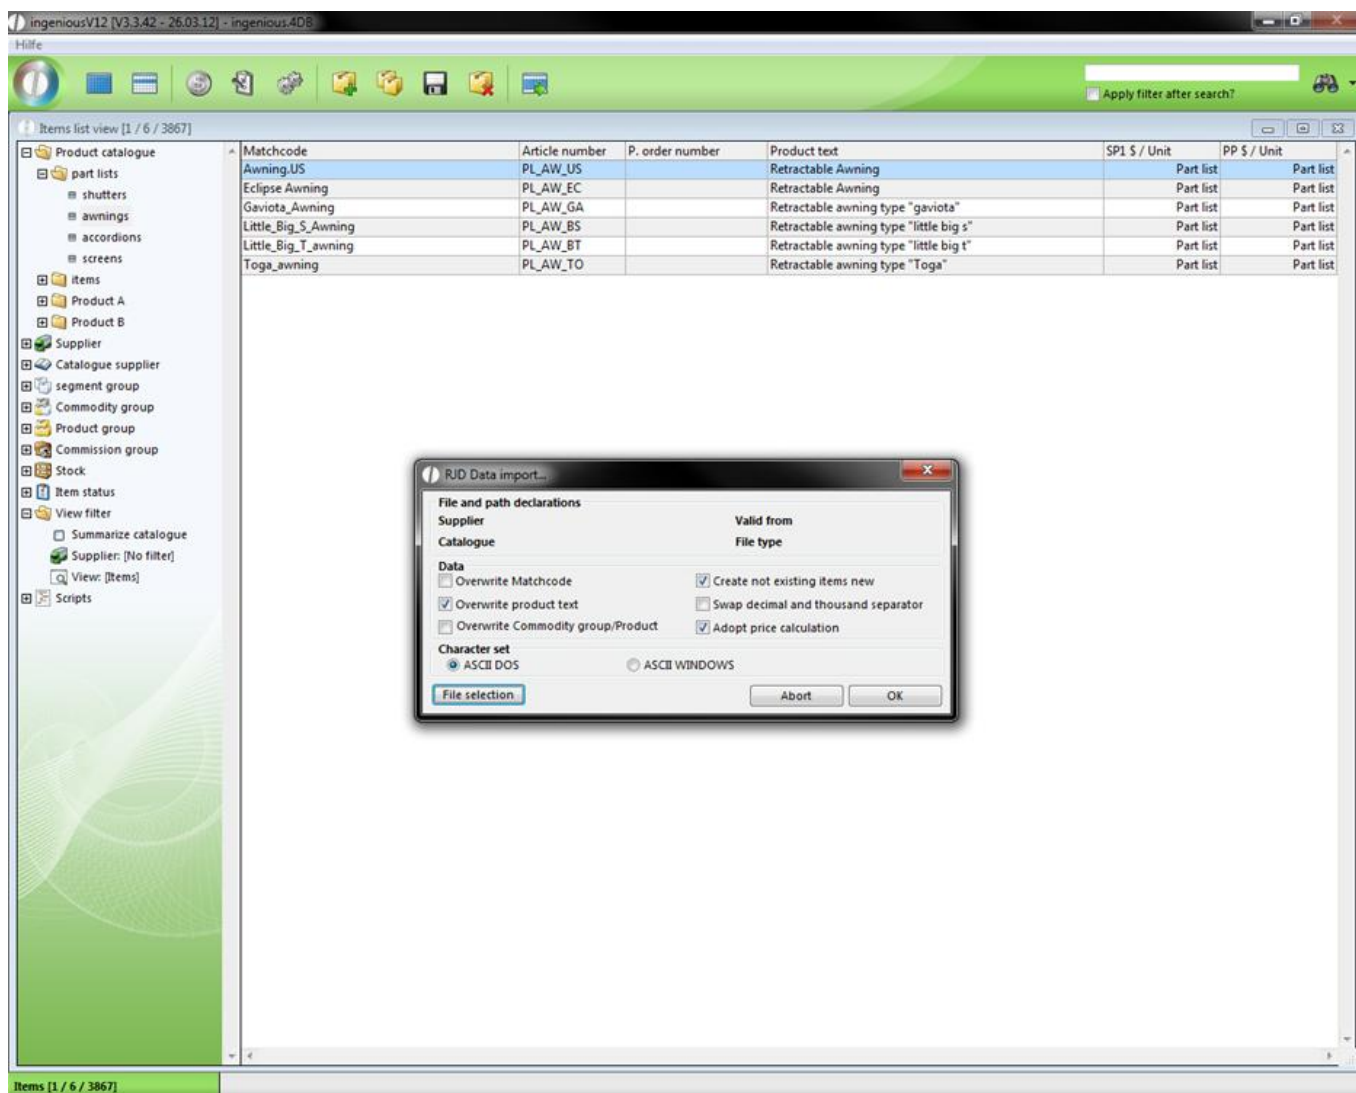 ingeniousV12 [V3.3.42 - 26.03.12] - ingenious.4DB
Hilfe
Apply filter after search?
Items list view [1 / 6 / 3867]
Product catalogue
part lists
shutters
awnings
accordions
screens
items
Product A
Product B
Supplier
Catalogue supplier
segment group
Commodity group
Product group
Commission group
Stock
Item status
View filter
Summarize catalogue
Supplier: [No filter]
View: [Items]
Scripts
Matchcode Article number P. order number Product text SP1 $ / Unit PP $ / Unit
Awning.US PL_AW_US Retractable Awning Part list Part list
Eclipse Awning PL_AW_EC Retractable Awning Part list Part list
Gaviota_Awning PL_AW_GA Retractable awning type "gaviota" Part list Part list
Little_Big_S_Awning PL_AW_BS Retractable awning type "little big s" Part list Part list
Little_Big_T_awning PL_AW_BT Retractable awning type "little big t" Part list Part list
Toga_awning PL_AW_TO Retractable awning type "Toga" Part list Part list
RJD Data import...
File and path declarations
Supplier Valid from
Catalogue File type
Data
Overwrite Matchcode Create not existing items new
Overwrite product text Swap decimal and thousand separator
Overwrite Commodity group/Product Adopt price calculation
Character set
ASCII DOS ASCII WINDOWS
File selection Abort OK
Items [1 / 6 / 3867]